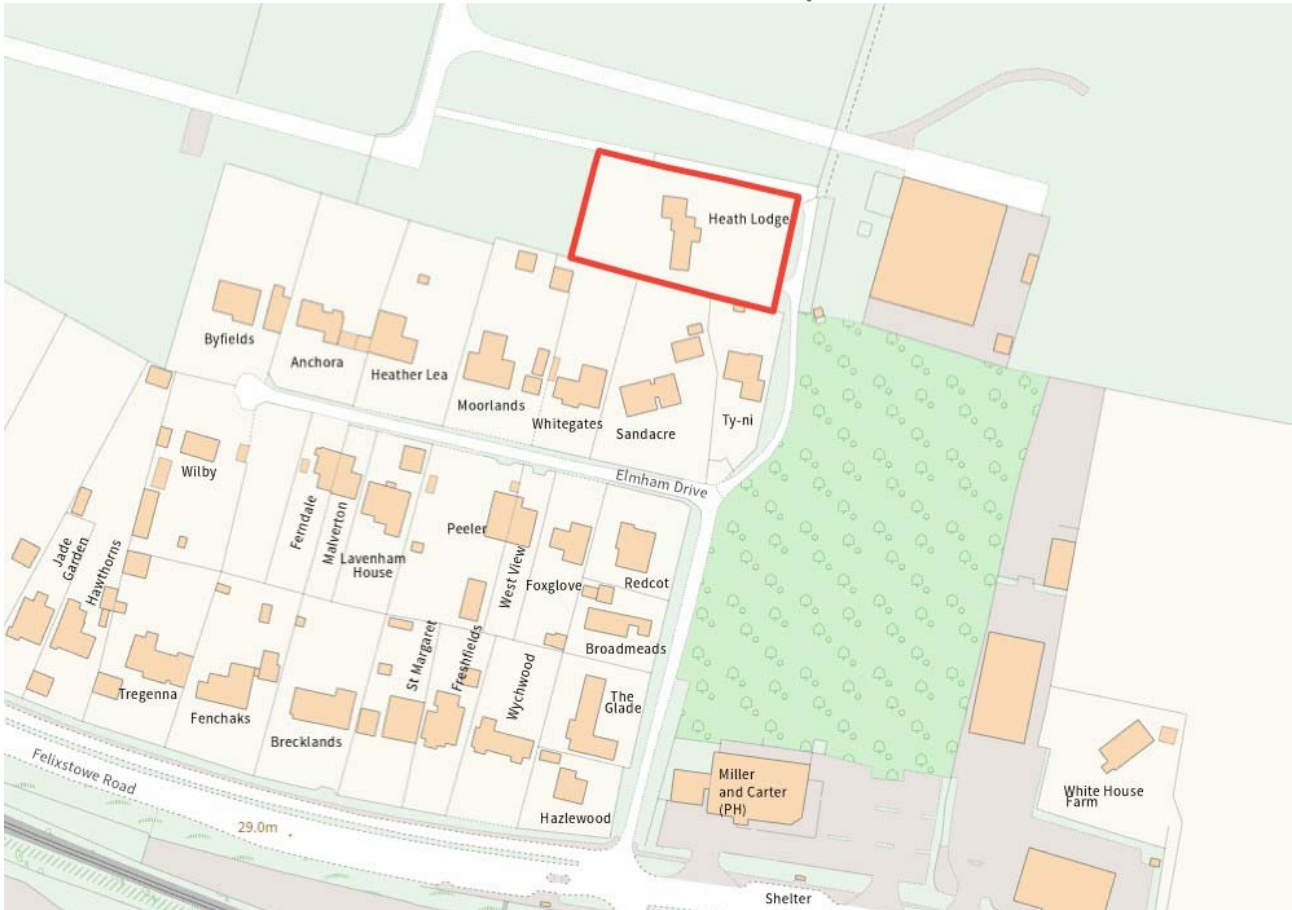 Heath Lodge
Byfields
Anchora
Heather Lea
Moorlands
Whitegates
Sandacre
Ty-ni
Elmham Drive
Wilby
Ferndale
Malverton
Lavenham
House
Peeler
West View
Foxglove
Redcot
Jade
Garden
Hawthorns
Broadmeads
St Margaret
Freshfields
Wychwood
The
Glade
Tregenna
Fenchaks
Brecklands
Hazlewood
Miller
and Carter
(PH)
White House
Farm
Felixstowe Road
29.0m
Shelter